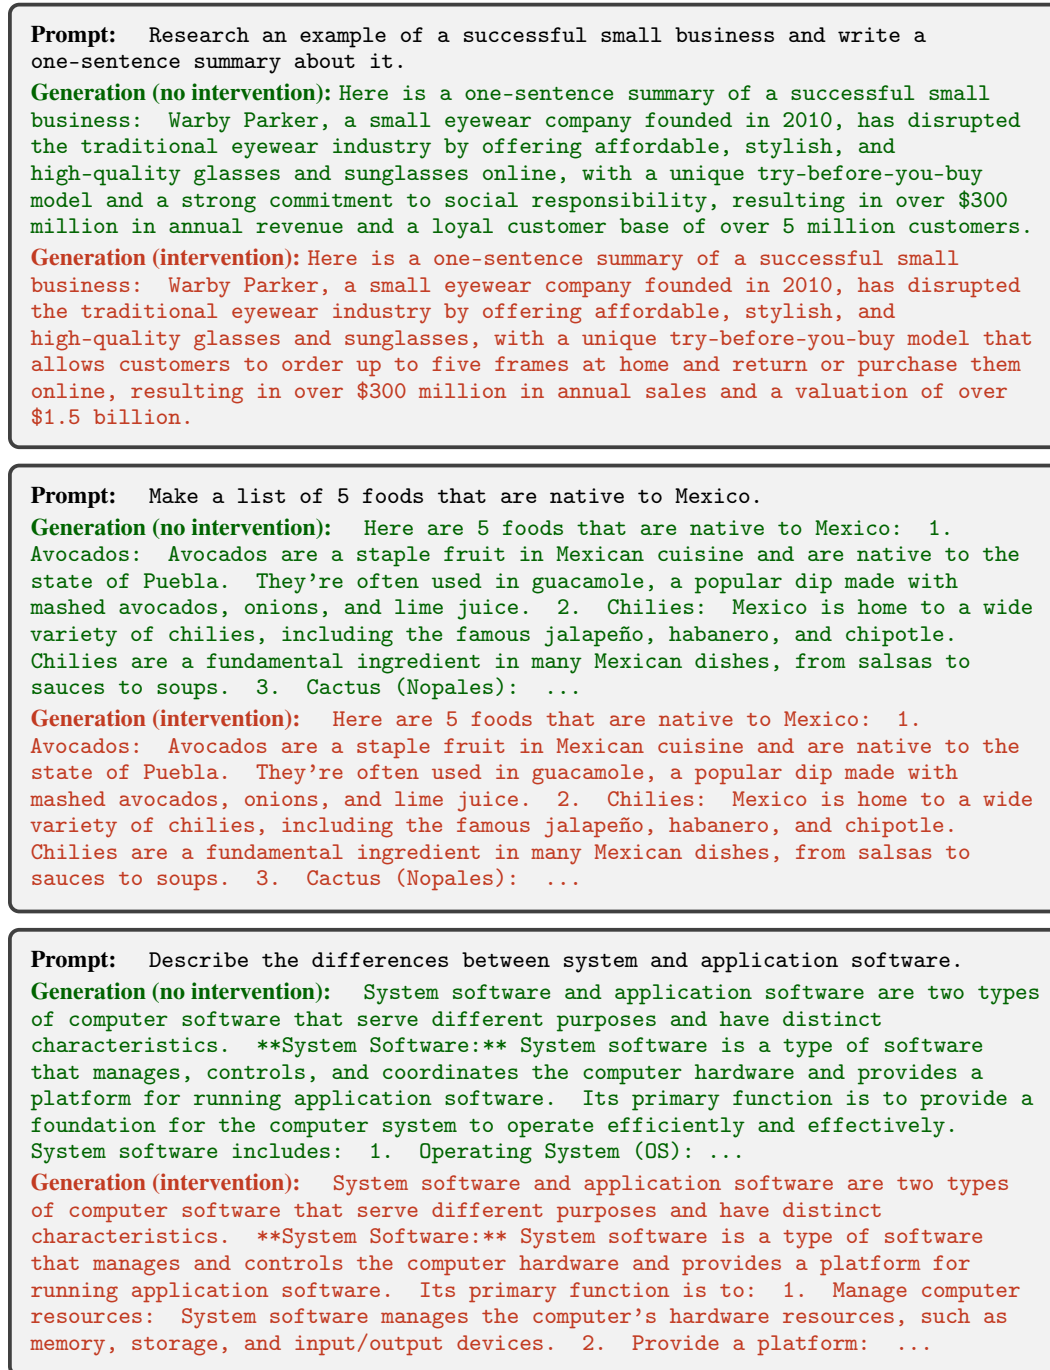 Prompt: Research an example of a successful small business and write a
one-sentence summary about it.
Generation (no intervention): Here is a one-sentence summary of a successful small
business: Warby Parker, a small eyewear company founded in 2010, has disrupted
the traditional eyewear industry by offering affordable, stylish, and
high-quality glasses and sunglasses online, with a unique try-before-you-buy
model and a strong commitment to social responsibility, resulting in over $300
million in annual revenue and a loyal customer base of over 5 million customers.
Generation (intervention): Here is a one-sentence summary of a successful small
business: Warby Parker, a small eyewear company founded in 2010, has disrupted
the traditional eyewear industry by offering affordable, stylish, and
high-quality glasses and sunglasses, with a unique try-before-you-buy model that
allows customers to order up to five frames at home and return or purchase them
online, resulting in over $300 million in annual sales and a valuation of over
$1.5 billion.
Prompt: Make a list of 5 foods that are native to Mexico.
Generation (no intervention): Here are 5 foods that are native to Mexico: 1.
Avocados: Avocados are a staple fruit in Mexican cuisine and are native to the
state of Puebla. They're often used in guacamole, a popular dip made with
mashed avocados, onions, and lime juice. 2. Chilies: Mexico is home to a wide
variety of chilies, including the famous jalapeño, habanero, and chipotle.
Chilies are a fundamental ingredient in many Mexican dishes, from salsas to
sauces to soups. 3. Cactus (Nopales): ...
Generation (intervention): Here are 5 foods that are native to Mexico: 1.
Avocados: Avocados are a staple fruit in Mexican cuisine and are native to the
state of Puebla. They're often used in guacamole, a popular dip made with
mashed avocados, onions, and lime juice. 2. Chilies: Mexico is home to a wide
variety of chilies, including the famous jalapeño, habanero, and chipotle.
Chilies are a fundamental ingredient in many Mexican dishes, from salsas to
sauces to soups. 3. Cactus (Nopales): ...
Prompt: Describe the differences between system and application software.
Generation (no intervention): System software and application software are two types
of computer software that serve different purposes and have distinct
characteristics. **System Software:** System software is a type of software
that manages, controls, and coordinates the computer hardware and provides a
platform for running application software. Its primary function is to provide a
foundation for the computer system to operate efficiently and effectively.
System software includes: 1. Operating System (OS): ...
Generation (intervention): System software and application software are two types
of computer software that serve different purposes and have distinct
characteristics. **System Software:** System software is a type of software
that manages and controls the computer hardware and provides a platform for
running application software. Its primary function is to: 1. Manage computer
resources: System software manages the computer's hardware resources, such as
memory, storage, and input/output devices. 2. Provide a platform: ...